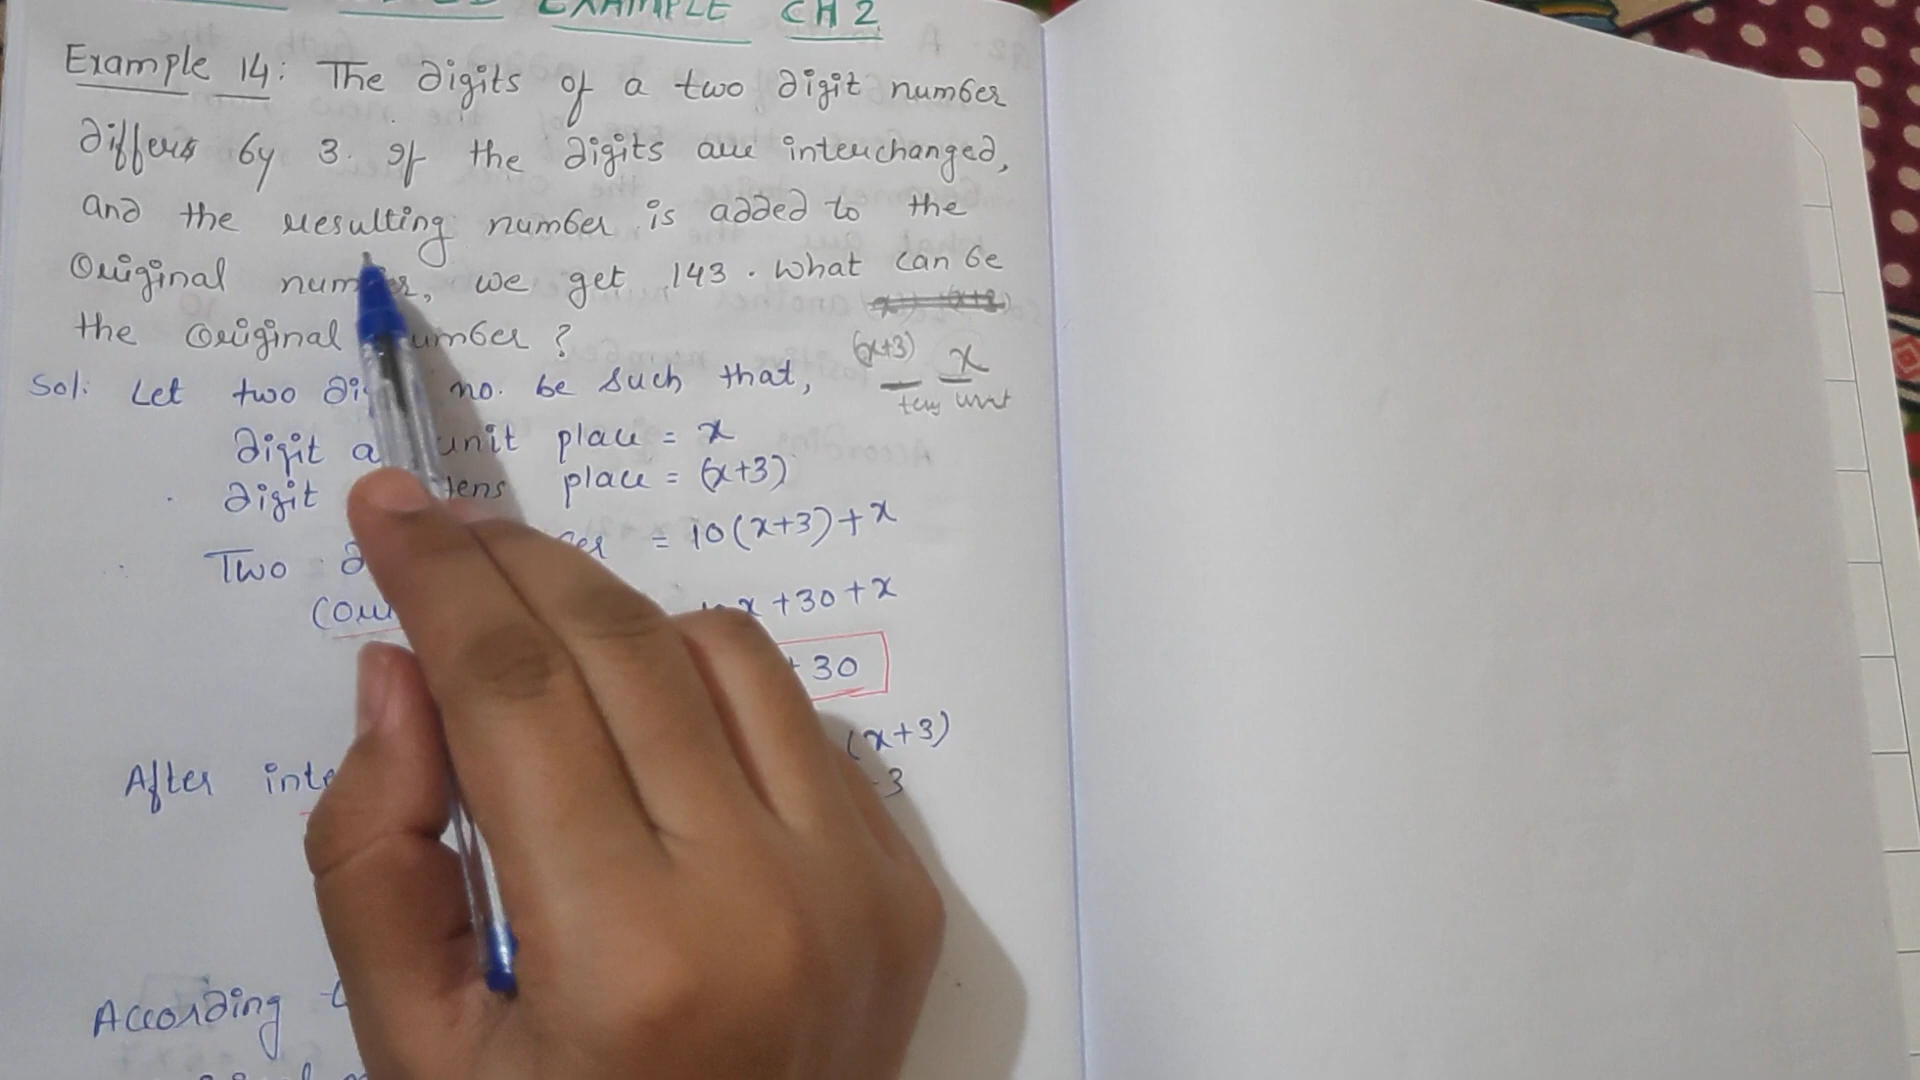 EXAMPLE CH 2
Example 14: The digits of a two digit number
differs by 3. If the digits are interchanged,
and the resulting number is added to the
Original number, we get 143. What can be
the Original number?
(x+3) x
tens unit
Sol: Let two no. be such that,
digit unit place = x
digit tens place = (x+3)
Two = 10(x+3)+x
x+30+x
+ 30
After (x+3)
3
According